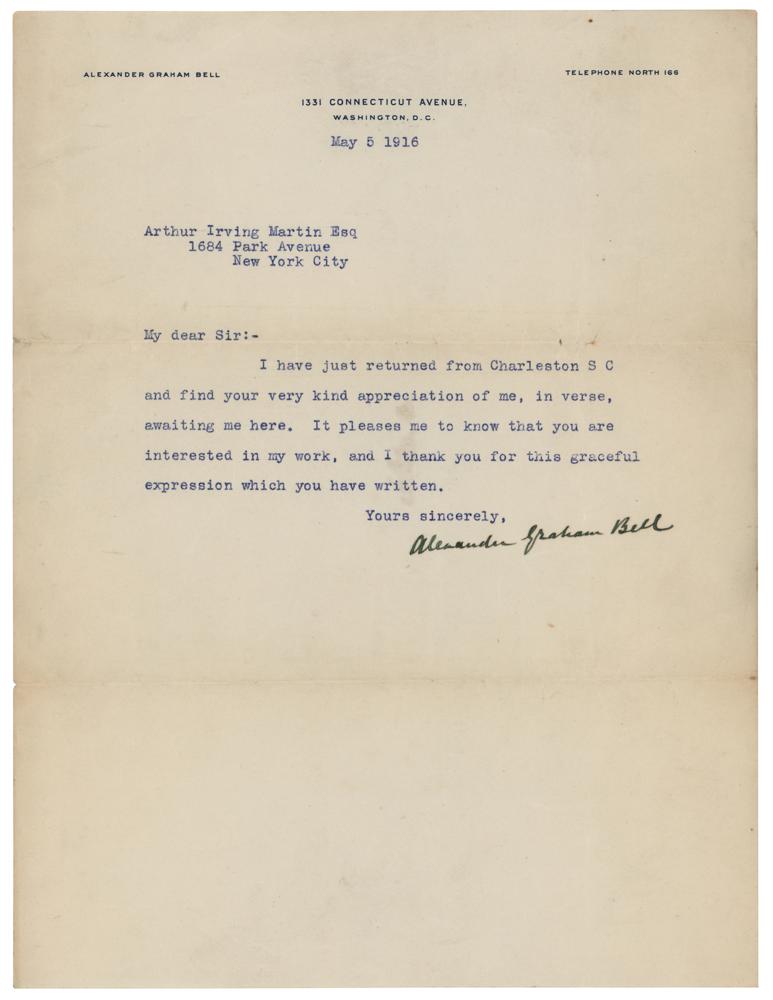 ALEXANDER GRAHAM BELL
TELEPHONE NORTH 166
1331 CONNECTICUT AVENUE,
WASHINGTON, D.C.
May 5 1916
Arthur Irving Martin Esq
1684 Park Avenue
New York City
My dear Sir:-
I have just returned from Charleston S C
and find your very kind appreciation of me, in verse,
awaiting me here. It pleases me to know that you are
interested in my work, and I thank you for this graceful
expression which you have written.
Yours sincerely,
Alexander Graham Bell